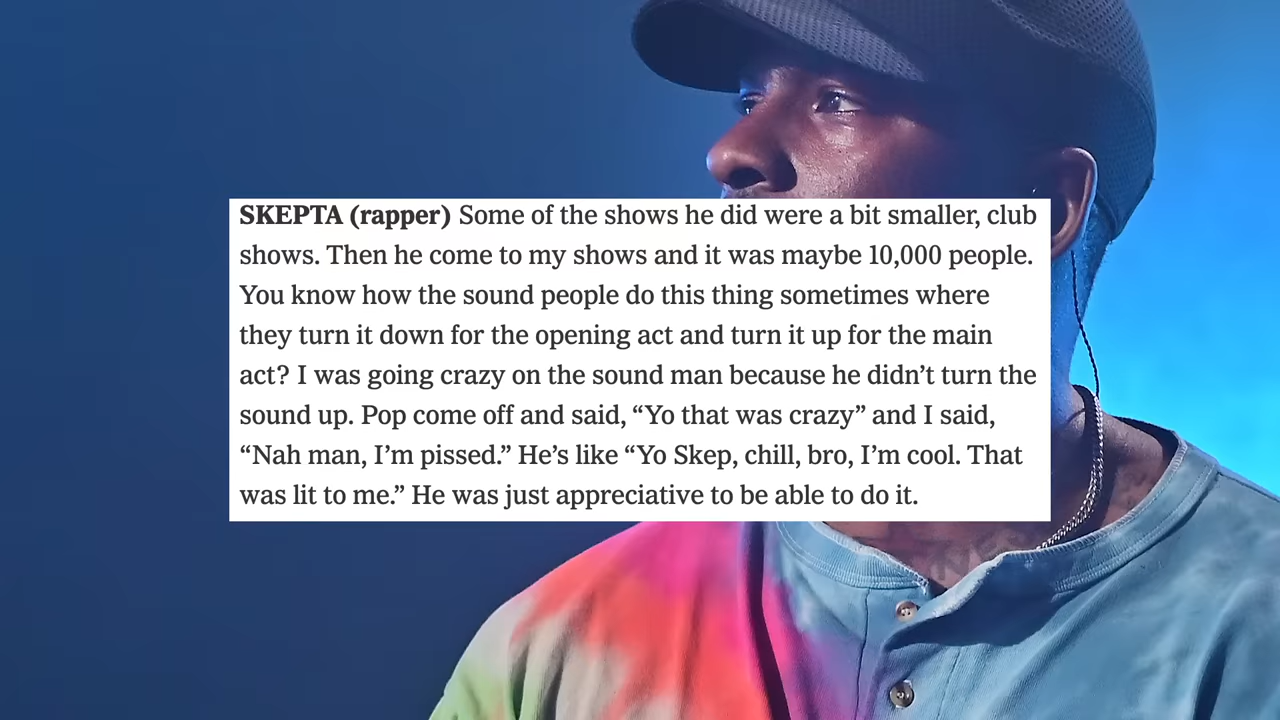 SKEPTA (rapper) Some of the shows he did were a bit smaller, club
shows. Then he come to my shows and it was maybe 10,000 people.
You know how the sound people do this thing sometimes where
they turn it down for the opening act and turn it up for the main
act? I was going crazy on the sound man because he didn’t turn the
sound up. Pop come off and said, “Yo that was crazy” and I said,
“Nah man, I’m pissed.” He’s like “Yo Skep, chill, bro, I’m cool. That
was lit to me.” He was just appreciative to be able to do it.